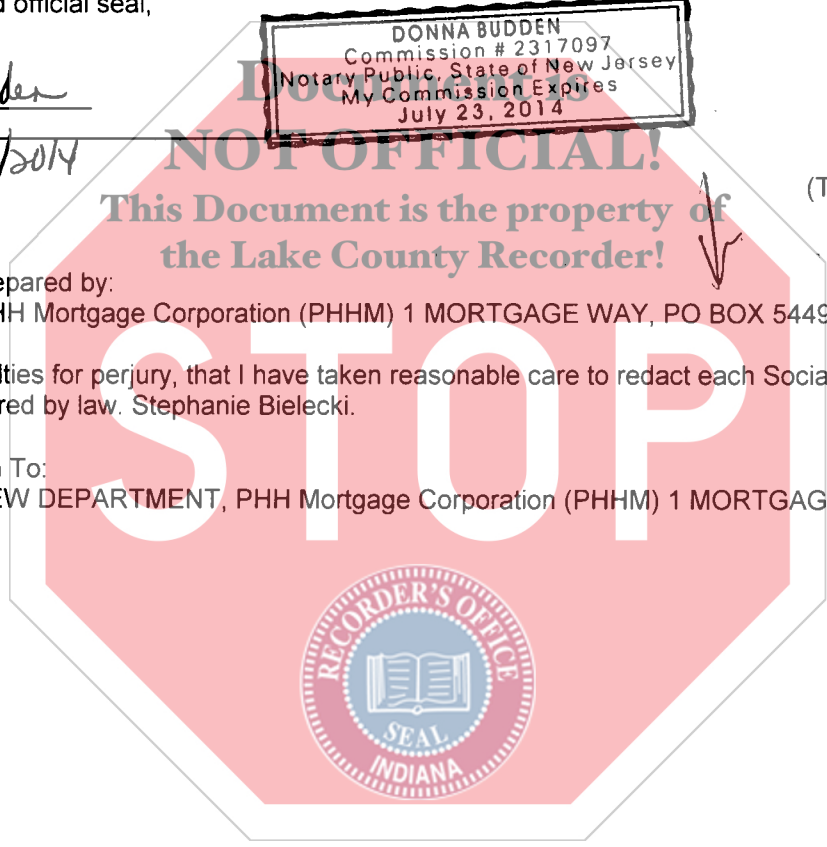 d official seal,
DONNA BUDDEN
Commission # 2317097
Notary Public, State of New Jersey
My Commission Expires
July 23, 2014
den
/2014
Document is
NOT OFFICIAL!
This Document is the property of
the Lake County Recorder!
(T
epared by:
HH Mortgage Corporation (PHHM) 1 MORTGAGE WAY, PO BOX 5449
lties for perjury, that I have taken reasonable care to redact each Socia
red by law. Stephanie Bielecki.
To:
EW DEPARTMENT, PHH Mortgage Corporation (PHHM) 1 MORTGAG
STOP
RECORDER'S OFFICE
SEAL
INDIANA